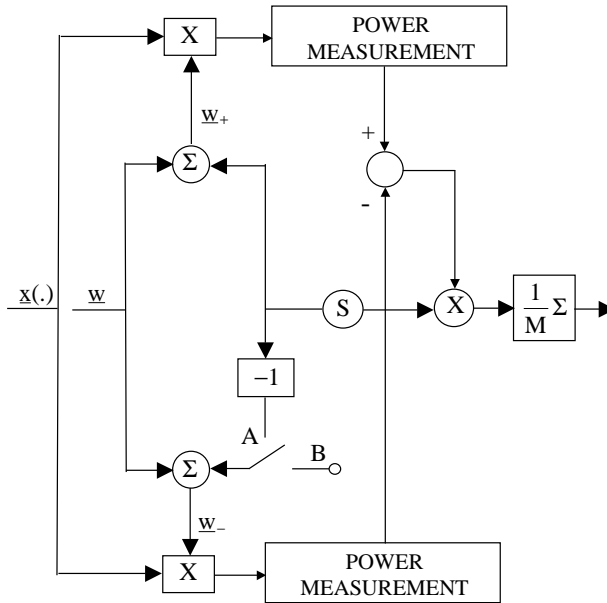 X
POWER
MEASUREMENT
w₊
+
Σ
-
x(.)
w
S
X
1
M
Σ
−1
A
B
Σ
w₋
X
POWER
MEASUREMENT